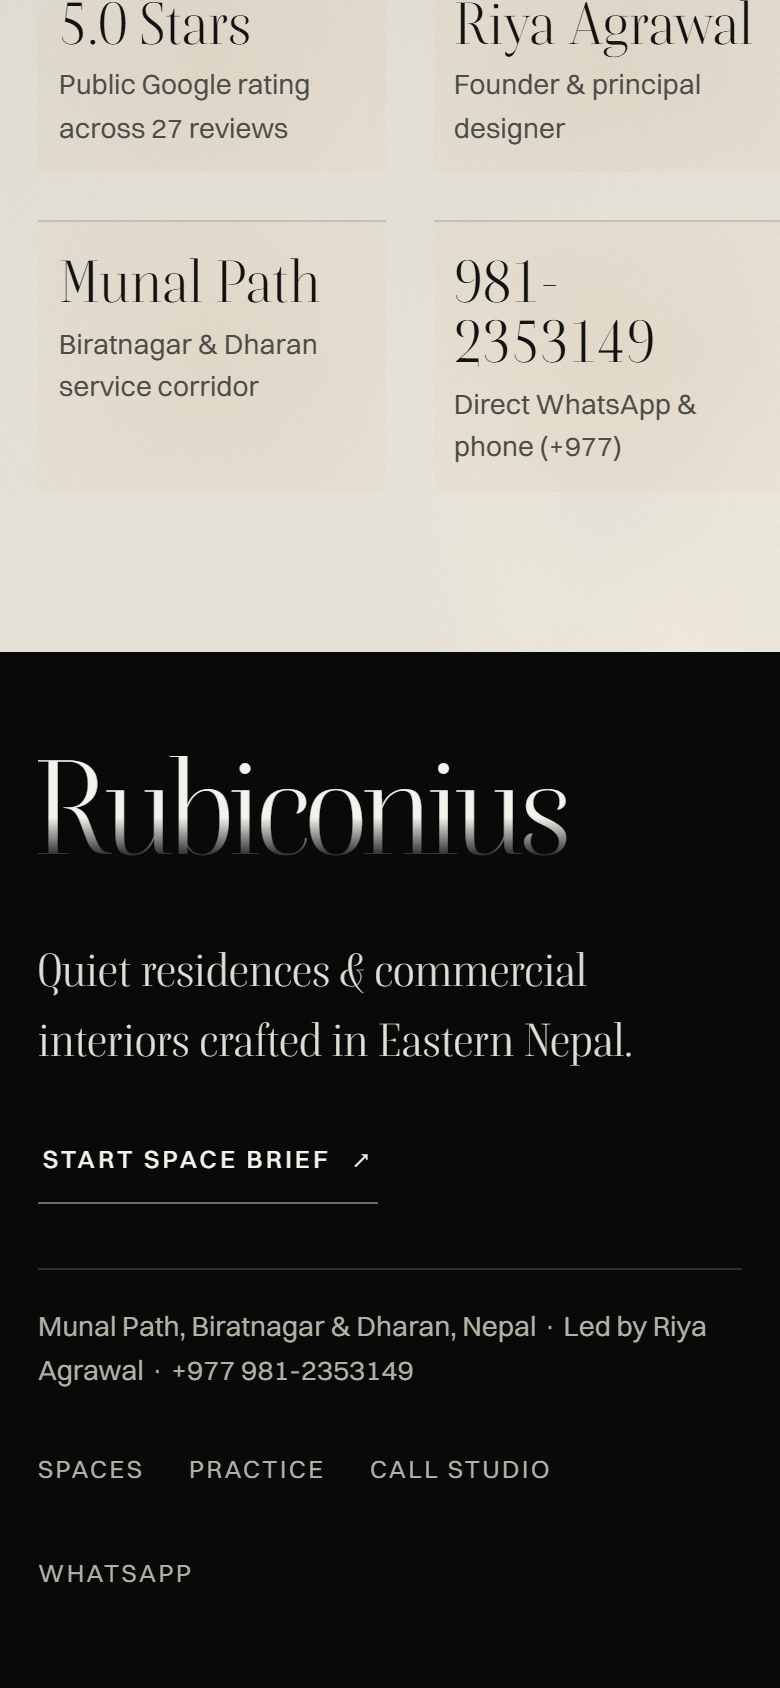 5.0 Stars
Public Google rating
across 27 reviews
Riya Agrawal
Founder & principal
designer
Munal Path
Biratnagar & Dharan
service corridor
981-
2353149
Direct WhatsApp &
phone (+977)
Rubiconius
Quiet residences & commercial
interiors crafted in Eastern Nepal.
START SPACE BRIEF ↗
Munal Path, Biratnagar & Dharan, Nepal · Led by Riya
Agrawal · +977 981-2353149
SPACES PRACTICE CALL STUDIO
WHATSAPP